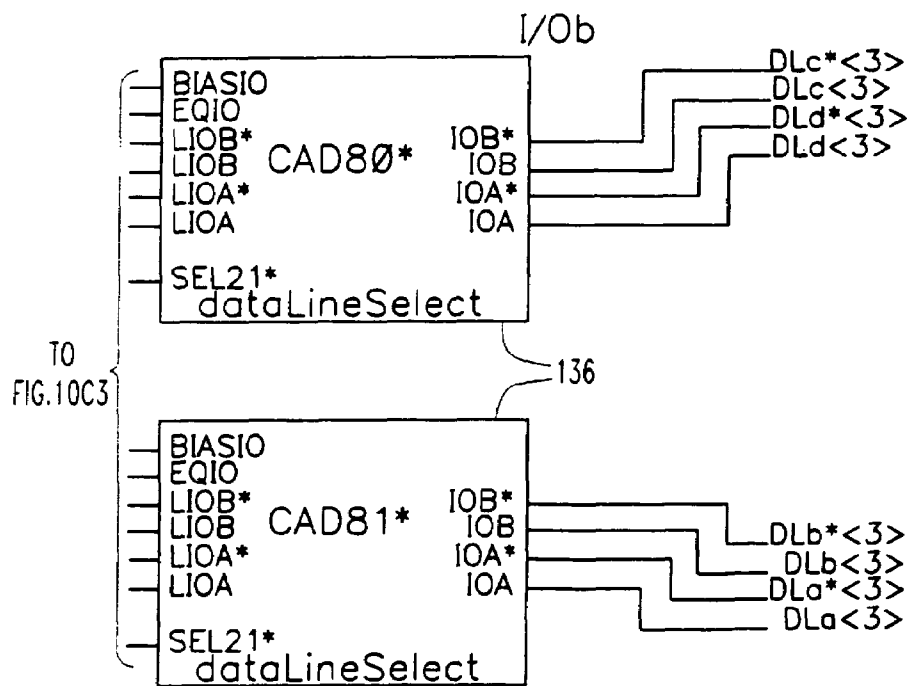 I/Ob
BIASIO
EQIO
LIOB*
LIOB
LIOA*
LIOA
SEL21*
CAD80*
dataLineSelect
IOB*
IOB
IOA*
IOA
DLc*<3>
DLc<3>
DLd*<3>
DLd<3>
TO
FIG.10C3
136
BIASIO
EQIO
LIOB*
LIOB
LIOA*
LIOA
SEL21*
CAD81*
dataLineSelect
IOB*
IOB
IOA*
IOA
DLb*<3>
DLb<3>
DLa*<3>
DLa<3>